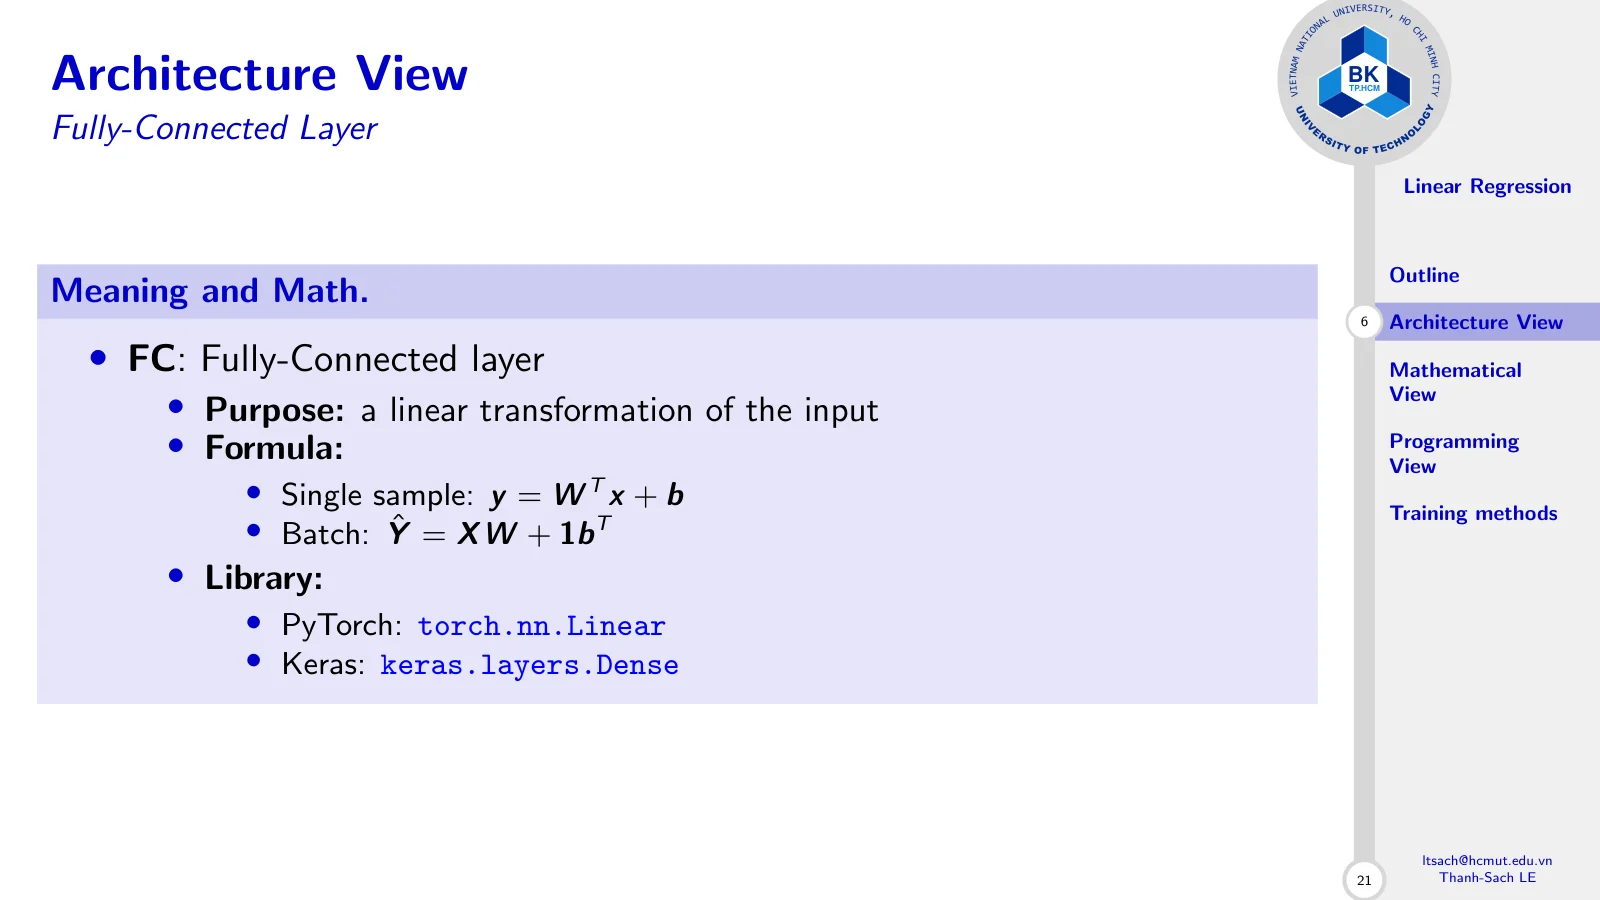 Architecture View
Fully-Connected Layer
Meaning and Math.
• FC: Fully-Connected layer
• Purpose: a linear transformation of the input
• Formula:
• Single sample: y = Wᵀx + b
• Batch: Ŷ = XW + 1bᵀ
• Library:
• PyTorch: torch.nn.Linear
• Keras: keras.layers.Dense
VIETNAM NATIONAL UNIVERSITY, HO CHI MINH CITY
BK
TP.HCM
UNIVERSITY OF TECHNOLOGY
Linear Regression
Outline
6 Architecture View
Mathematical
View
Programming
View
Training methods
ltsach@hcmut.edu.vn
Thanh-Sach LE
21